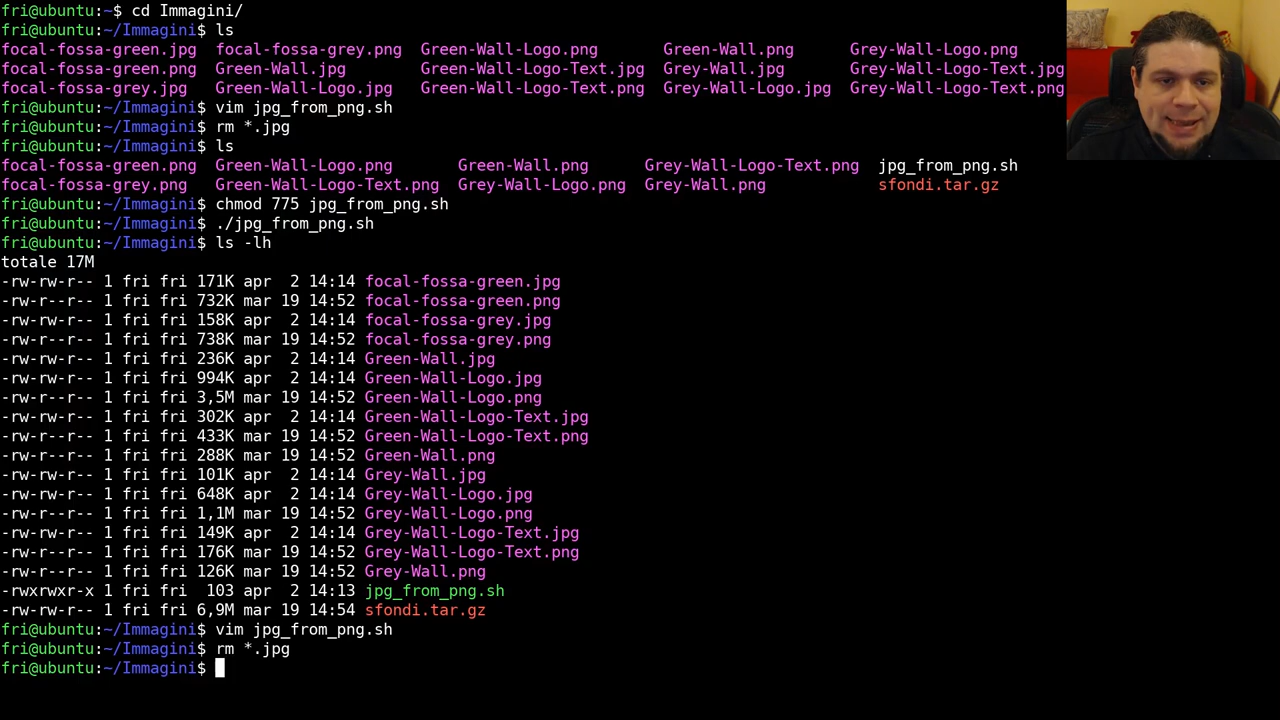 fri@ubuntu:~$ cd Immagini/
fri@ubuntu:~/Immagini$ ls
focal-fossa-green.jpg focal-fossa-grey.png Green-Wall-Logo.png Green-Wall.png Grey-Wall-Logo.png
focal-fossa-green.png Green-Wall.jpg Green-Wall-Logo-Text.jpg Grey-Wall.jpg Grey-Wall-Logo-Text.jpg
focal-fossa-grey.jpg Green-Wall-Logo.jpg Green-Wall-Logo-Text.png Grey-Wall-Logo.jpg Grey-Wall-Logo-Text.png
fri@ubuntu:~/Immagini$ vim jpg_from_png.sh
fri@ubuntu:~/Immagini$ rm *.jpg
fri@ubuntu:~/Immagini$ ls
focal-fossa-green.png Green-Wall-Logo.png Green-Wall.png Grey-Wall-Logo-Text.png jpg_from_png.sh
focal-fossa-grey.png Green-Wall-Logo-Text.png Grey-Wall-Logo.png Grey-Wall.png sfondi.tar.gz
fri@ubuntu:~/Immagini$ chmod 775 jpg_from_png.sh
fri@ubuntu:~/Immagini$ ./jpg_from_png.sh
fri@ubuntu:~/Immagini$ ls -lh
totale 17M
-rw-rw-r-- 1 fri fri 171K apr  2 14:14 focal-fossa-green.jpg
-rw-rw-r-- 1 fri fri 732K mar 19 14:52 focal-fossa-green.png
-rw-rw-r-- 1 fri fri 158K apr  2 14:14 focal-fossa-grey.jpg
-rw-rw-r-- 1 fri fri 738K mar 19 14:52 focal-fossa-grey.png
-rw-rw-r-- 1 fri fri 236K apr  2 14:14 Green-Wall.jpg
-rw-rw-r-- 1 fri fri 994K apr  2 14:14 Green-Wall-Logo.jpg
-rw-r--r-- 1 fri fri 3,5M mar 19 14:52 Green-Wall-Logo.png
-rw-rw-r-- 1 fri fri 302K apr  2 14:14 Green-Wall-Logo-Text.jpg
-rw-r--r-- 1 fri fri 433K mar 19 14:52 Green-Wall-Logo-Text.png
-rw-r--r-- 1 fri fri 288K mar 19 14:52 Green-Wall.png
-rw-rw-r-- 1 fri fri 101K apr  2 14:14 Grey-Wall.jpg
-rw-rw-r-- 1 fri fri 648K apr  2 14:14 Grey-Wall-Logo.jpg
-rw-r--r-- 1 fri fri 1,1M mar 19 14:52 Grey-Wall-Logo.png
-rw-rw-r-- 1 fri fri 149K apr  2 14:14 Grey-Wall-Logo-Text.jpg
-rw-r--r-- 1 fri fri 176K mar 19 14:52 Grey-Wall-Logo-Text.png
-rw-r--r-- 1 fri fri 126K mar 19 14:52 Grey-Wall.png
-rwxrwxr-x 1 fri fri  103 apr  2 14:13 jpg_from_png.sh
-rw-rw-r-- 1 fri fri 6,9M mar 19 14:54 sfondi.tar.gz
fri@ubuntu:~/Immagini$ vim jpg_from_png.sh
fri@ubuntu:~/Immagini$ rm *.jpg
fri@ubuntu:~/Immagini$